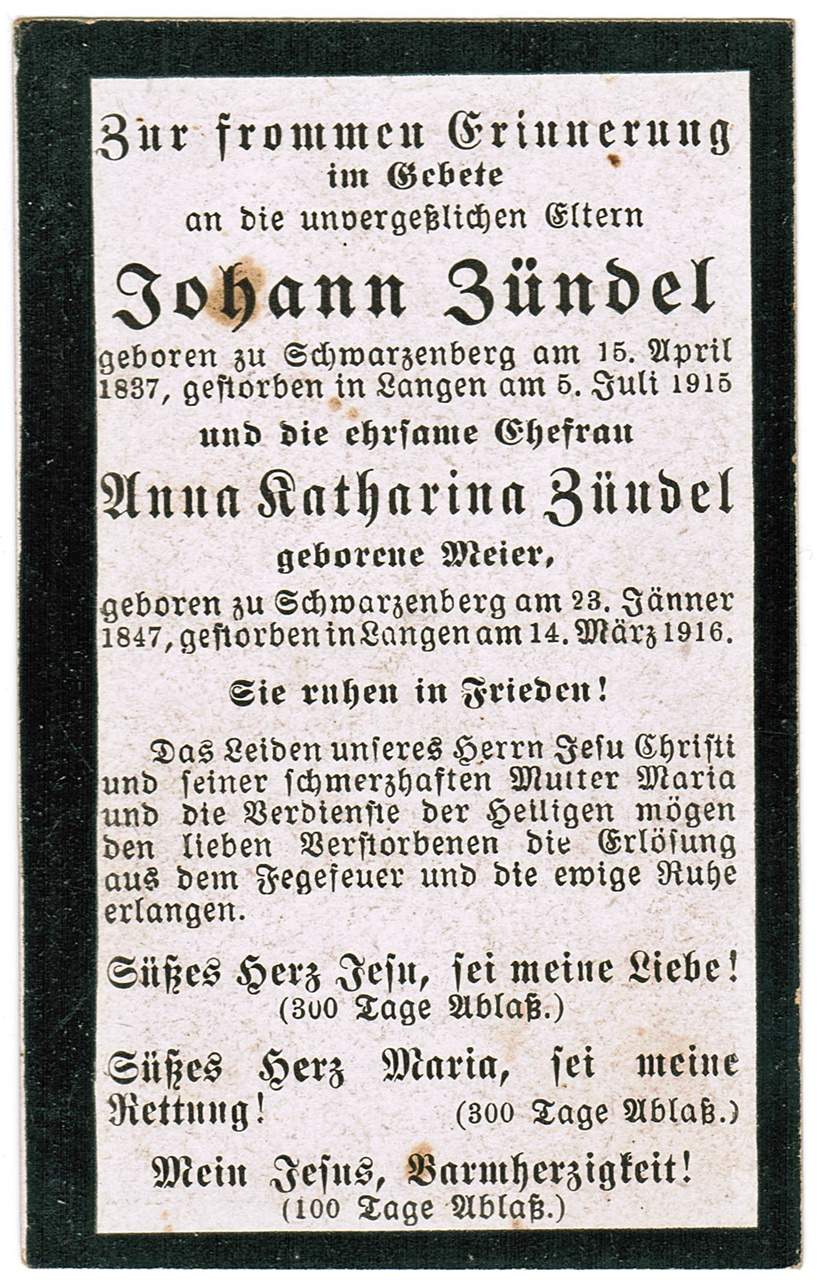 Zur frommen Erinnerung
im Gebete
an die unvergeßlichen Eltern
Johann Zündel
geboren zu Schwarzenberg am 15. April
1837, gestorben in Langen am 5. Juli 1915
und die ehrsame Ehefrau
Anna Katharina Zündel
geborene Meier,
geboren zu Schwarzenberg am 23. Jänner
1847, gestorben in Langen am 14. März 1916.
Sie ruhen in Frieden!
Das Leiden unseres Herrn Jesu Christi
und seiner schmerzhaften Mutter Maria
und die Verdienste der Heiligen mögen
den lieben Verstorbenen die Erlösung
aus dem Fegefeuer und die ewige Ruhe
erlangen.
Süßes Herz Jesu, sei meine Liebe!
(300 Tage Ablaß.)
Süßes Herz Maria, sei meine
Rettung! (300 Tage Ablaß.)
Mein Jesus, Barmherzigkeit!
(100 Tage Ablaß.)